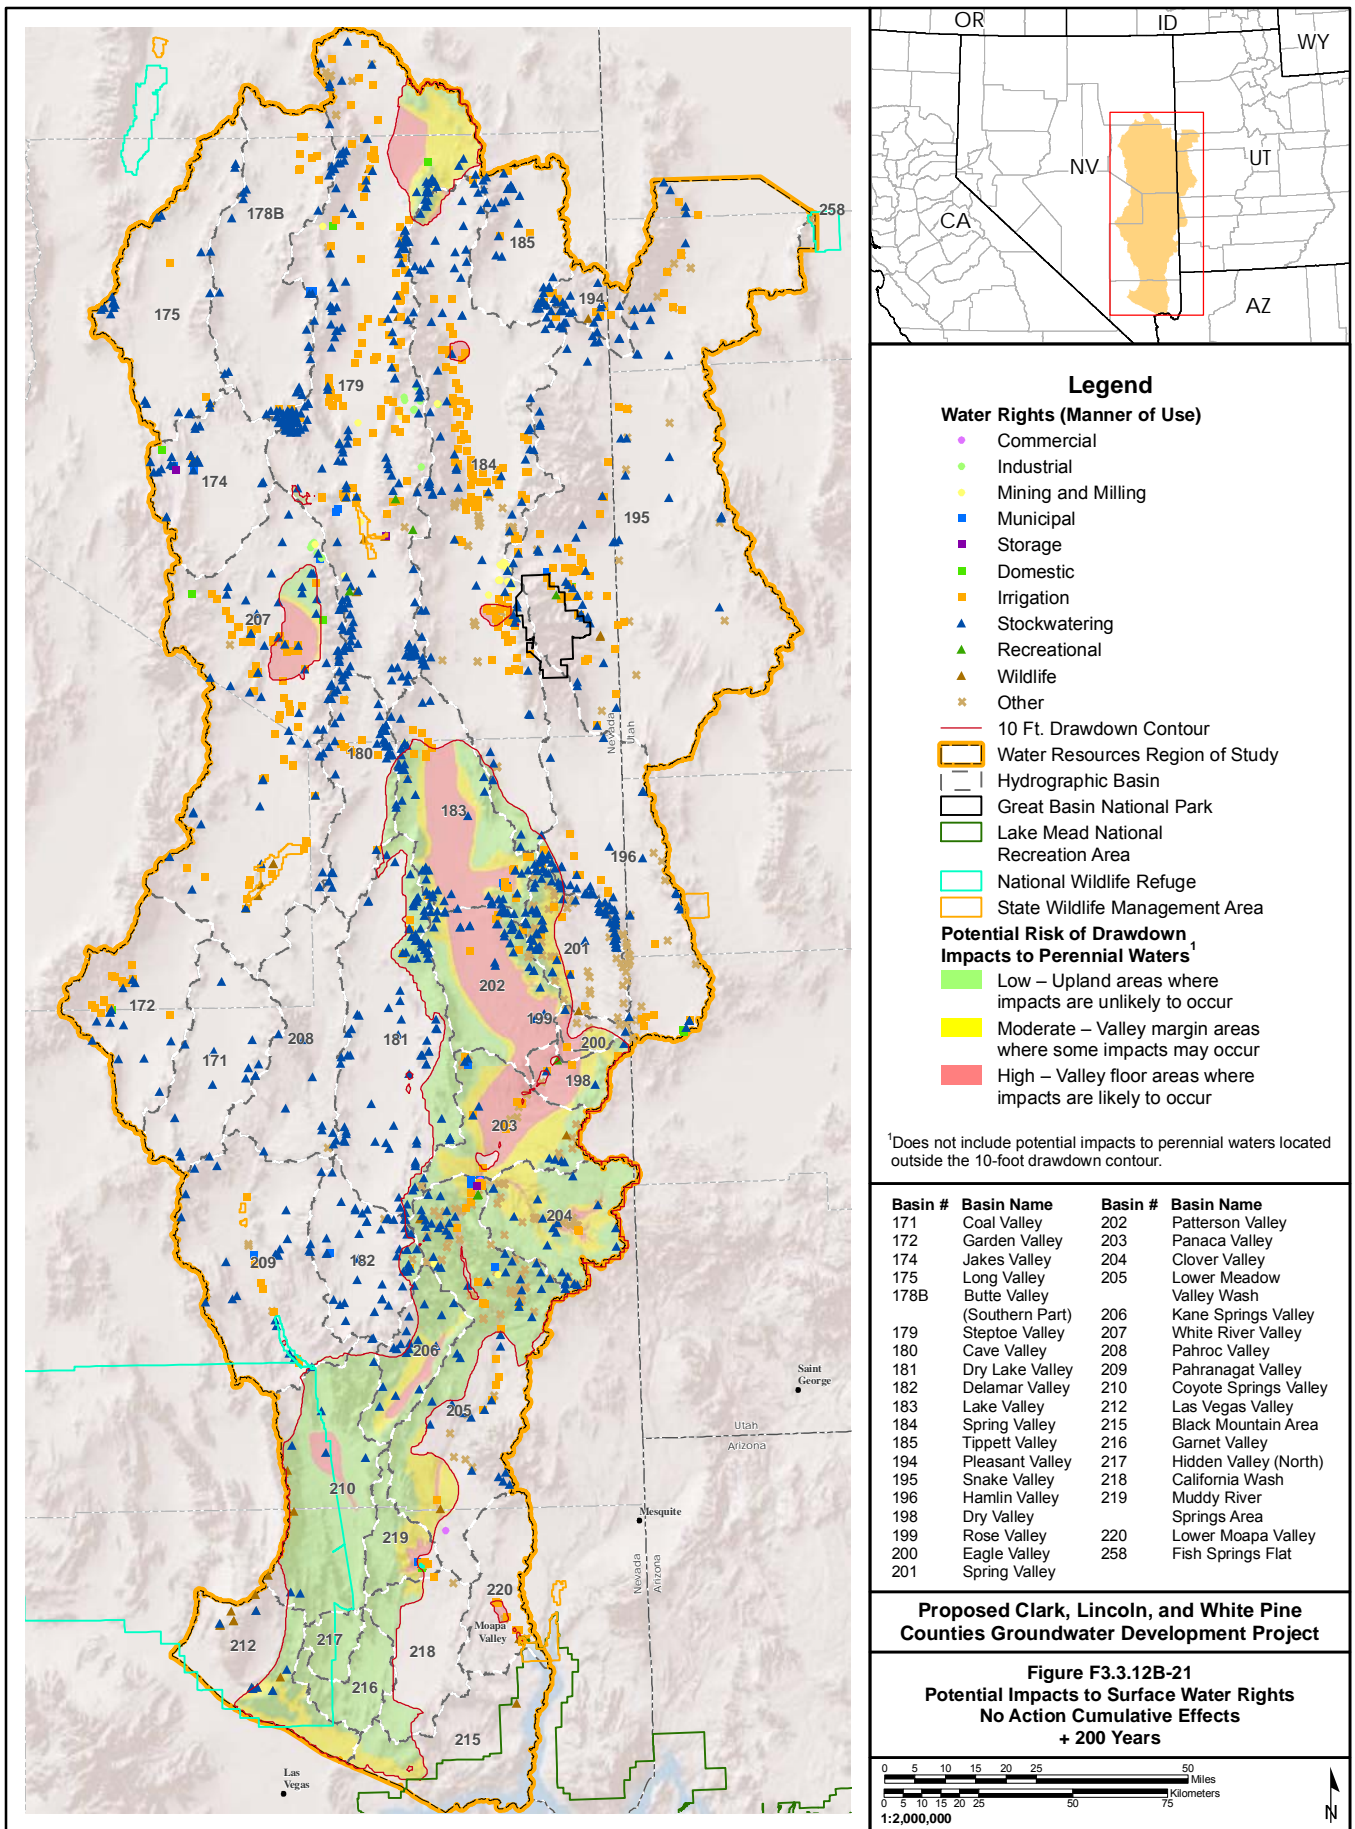 OR
ID
WY
NV
UT
CA
AZ
258
178B
185
194
175
179
184
174
195
207
180
183
Nevada
Utah
196
201
202
172
199
208
181
200
171
198
203
204
209
182
206
Saint
George
205
Utah
Arizona
210
Mesquite
219
Nevada
Arizona
220
Moapa
Valley
212
217
218
216
215
Las
Vegas
Legend
Water Rights (Manner of Use)
Commercial
Industrial
Mining and Milling
Municipal
Storage
Domestic
Irrigation
Stockwatering
Recreational
Wildlife
Other
10 Ft. Drawdown Contour
Water Resources Region of Study
Hydrographic Basin
Great Basin National Park
Lake Mead National
Recreation Area
National Wildlife Refuge
State Wildlife Management Area
Potential Risk of Drawdown
Impacts to Perennial Waters1
Low – Upland areas where
impacts are unlikely to occur
Moderate – Valley margin areas
where some impacts may occur
High – Valley floor areas where
impacts are likely to occur
1Does not include potential impacts to perennial waters located
outside the 10-foot drawdown contour.
Basin # Basin Name Basin # Basin Name
171 Coal Valley 202 Patterson Valley
172 Garden Valley 203 Panaca Valley
174 Jakes Valley 204 Clover Valley
175 Long Valley 205 Lower Meadow
178B Butte Valley Valley Wash
(Southern Part) 206 Kane Springs Valley
179 Steptoe Valley 207 White River Valley
180 Cave Valley 208 Pahroc Valley
181 Dry Lake Valley 209 Pahranagat Valley
182 Delamar Valley 210 Coyote Springs Valley
183 Lake Valley 212 Las Vegas Valley
184 Spring Valley 215 Black Mountain Area
185 Tippett Valley 216 Garnet Valley
194 Pleasant Valley 217 Hidden Valley (North)
195 Snake Valley 218 California Wash
196 Hamlin Valley 219 Muddy River
198 Dry Valley Springs Area
199 Rose Valley 220 Lower Moapa Valley
200 Eagle Valley 258 Fish Springs Flat
201 Spring Valley
Proposed Clark, Lincoln, and White Pine
Counties Groundwater Development Project
Figure F3.3.12B-21
Potential Impacts to Surface Water Rights
No Action Cumulative Effects
+ 200 Years
0 5 10 15 20 25 50
Miles
Kilometers
0 5 10 15 20 25 50 75
1:2,000,000
N